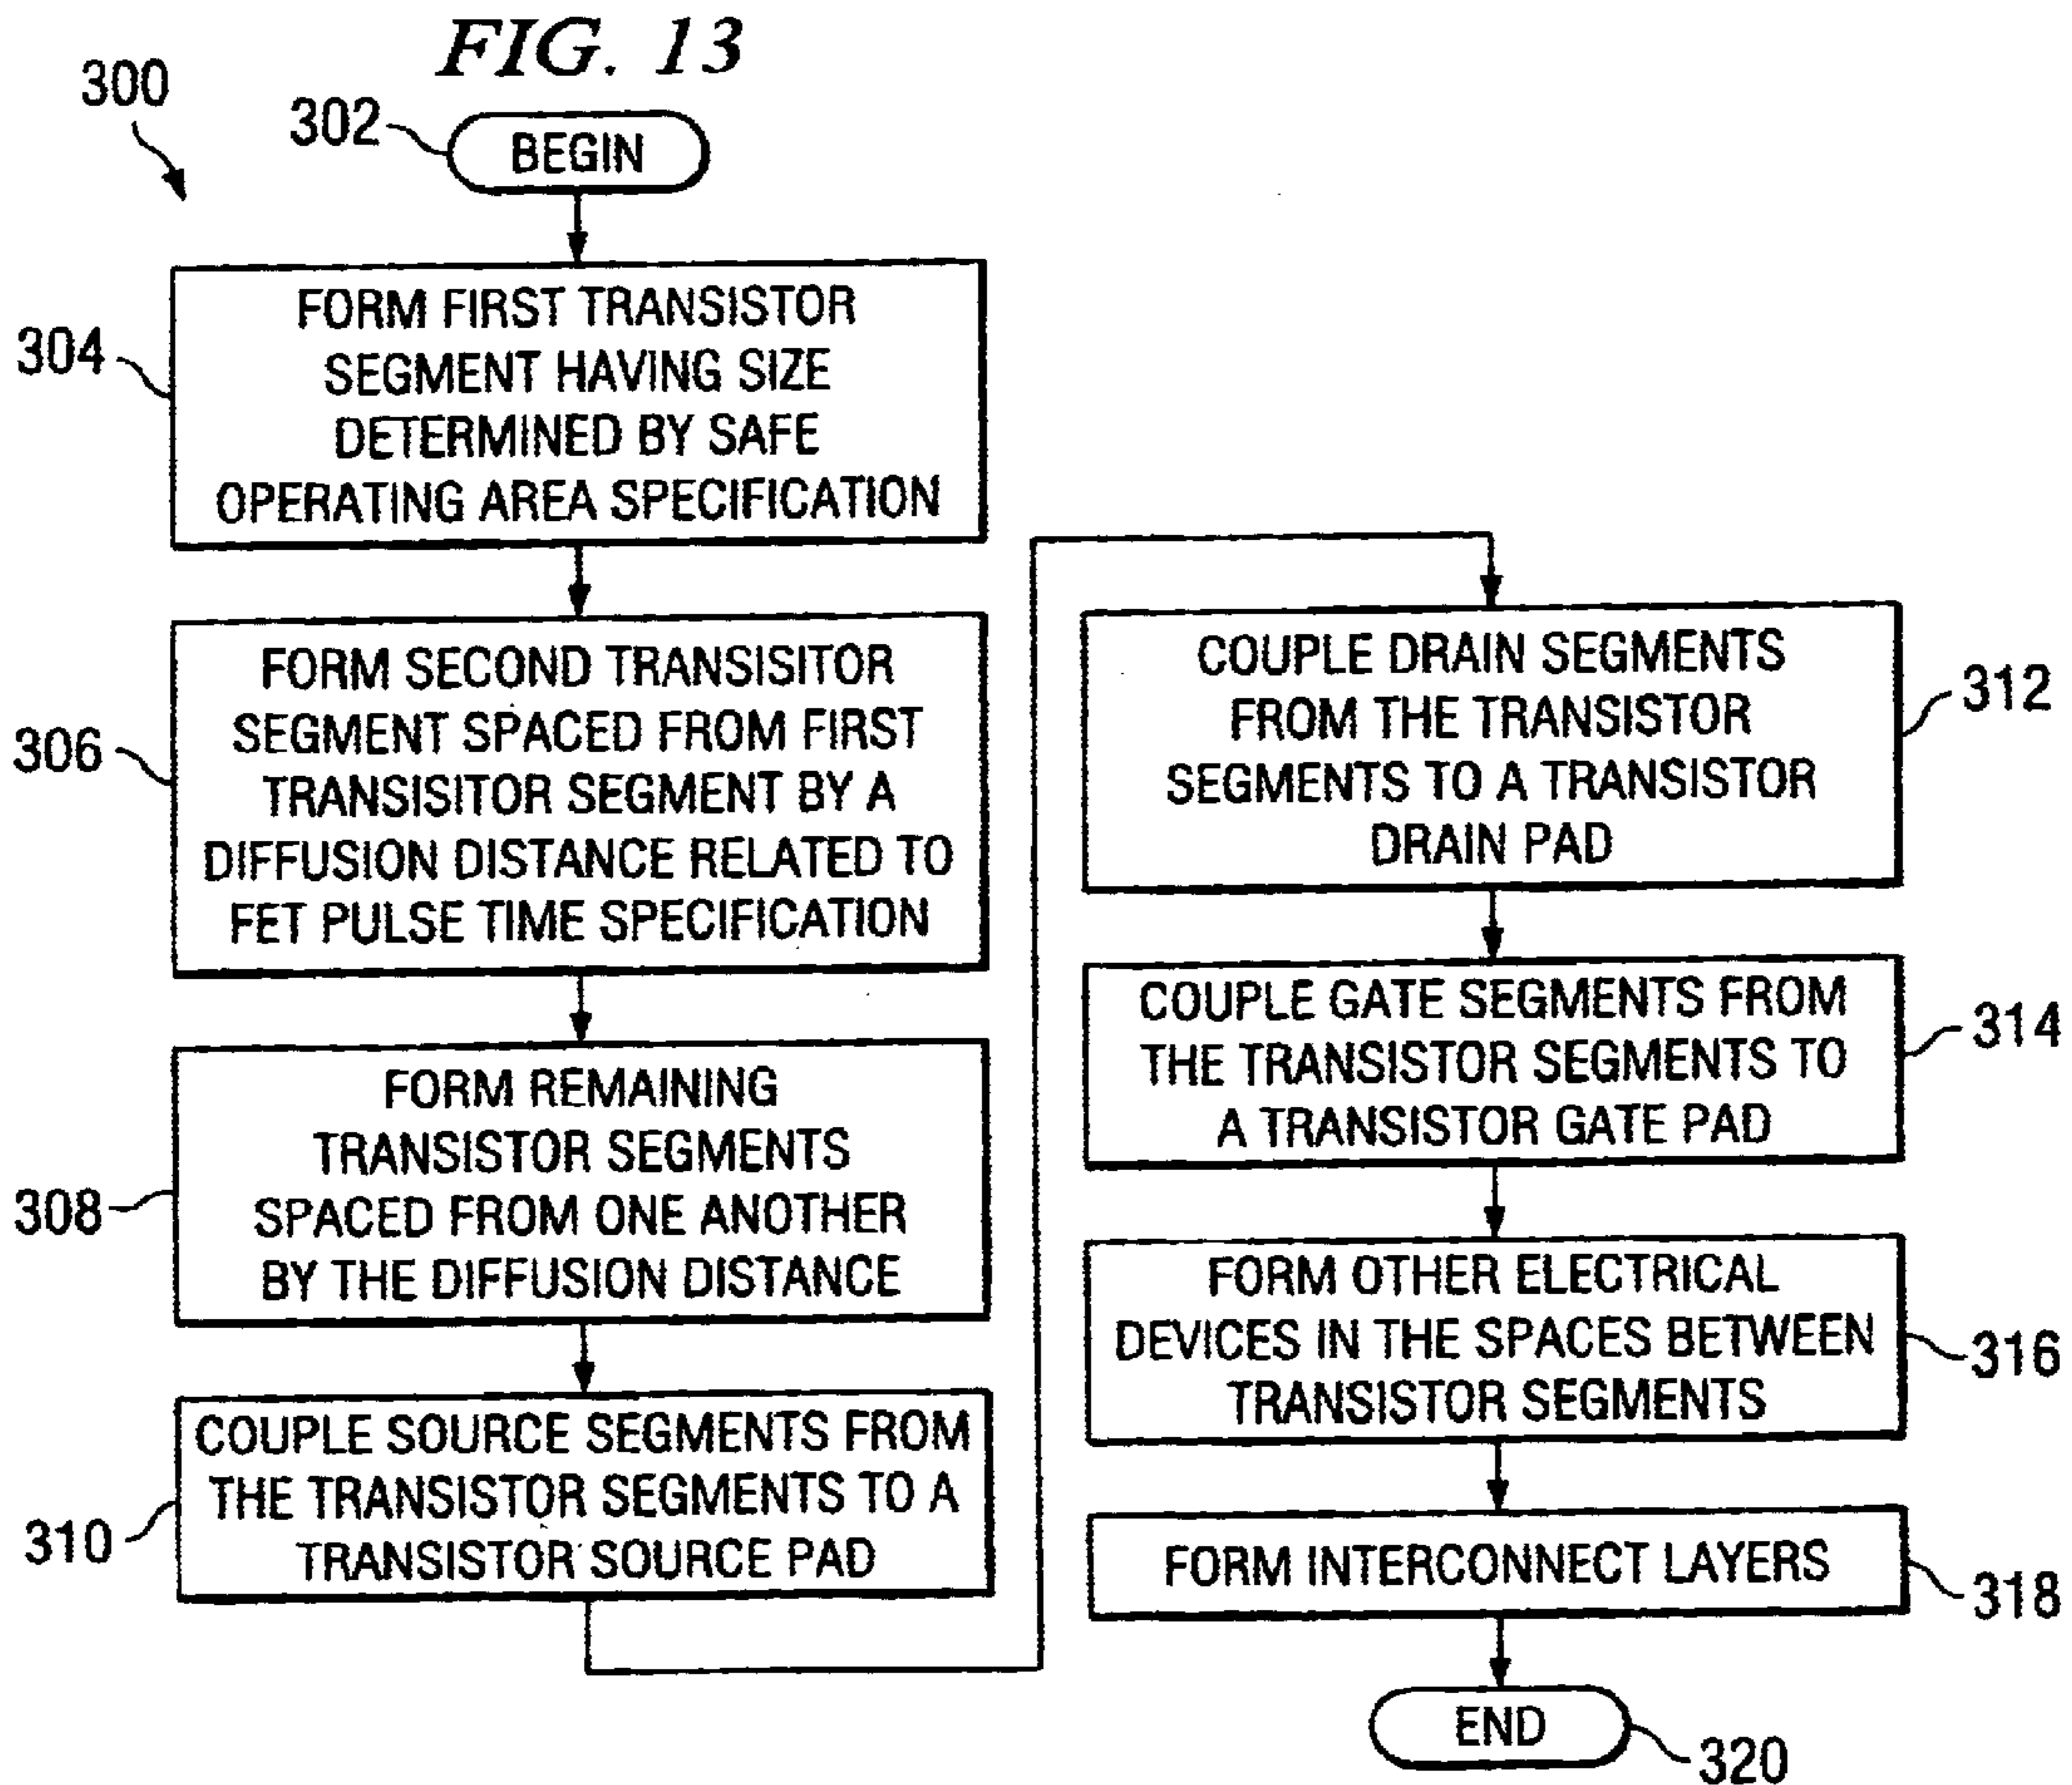 FIG. 13
300
302
BEGIN
304
FORM FIRST TRANSISTOR
SEGMENT HAVING SIZE
DETERMINED BY SAFE
OPERATING AREA SPECIFICATION
306
FORM SECOND TRANSISITOR
SEGMENT SPACED FROM FIRST
TRANSISITOR SEGMENT BY A
DIFFUSION DISTANCE RELATED TO
FET PULSE TIME SPECIFICATION
308
FORM REMAINING
TRANSISTOR SEGMENTS
SPACED FROM ONE ANOTHER
BY THE DIFFUSION DISTANCE
310
COUPLE SOURCE SEGMENTS FROM
THE TRANSISTOR SEGMENTS TO A
TRANSISTOR SOURCE PAD
COUPLE DRAIN SEGMENTS
FROM THE TRANSISTOR
SEGMENTS TO A TRANSISTOR
DRAIN PAD
312
COUPLE GATE SEGMENTS FROM
THE TRANSISTOR SEGMENTS TO
A TRANSISTOR GATE PAD
314
FORM OTHER ELECTRICAL
DEVICES IN THE SPACES BETWEEN
TRANSISTOR SEGMENTS
316
FORM INTERCONNECT LAYERS
318
END
320